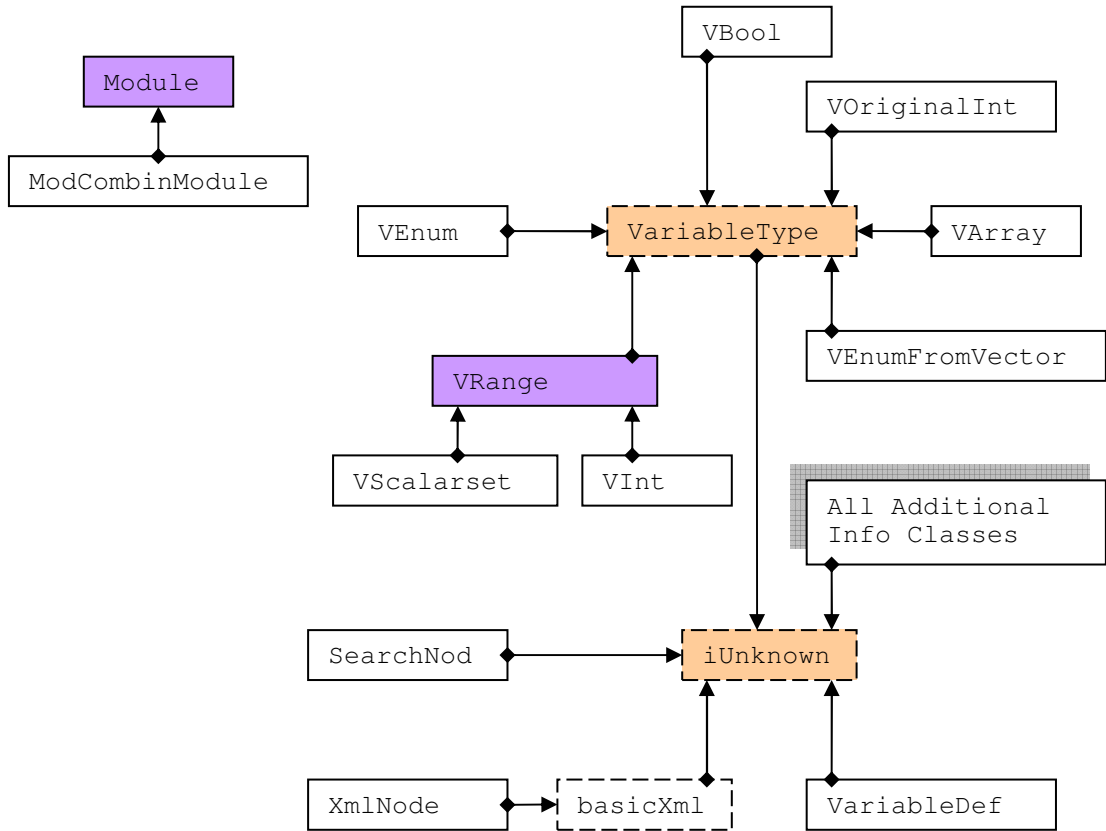 VBool
Module
VOriginalInt
ModCombinModule
VEnum
VariableType
VArray
VEnumFromVector
VRange
VScalarset
VInt
All Additional
Info Classes
SearchNod
iUnknown
XmlNode
basicXml
VariableDef